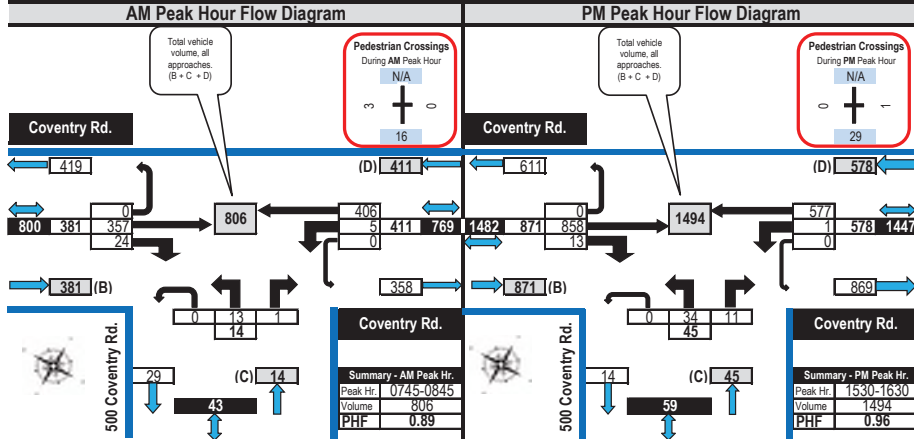 AM Peak Hour Flow Diagram
Total vehicle
volume, all
approaches.
(B + C + D)
Pedestrian Crossings
During AM Peak Hour
N/A
3
0
16
Coventry Rd.
419
(D) 411
0
357
24
800 381
806
406
5
0
411 769
381 (B)
358
0 13 1
14
500 Coventry Rd.
29
(C) 14
43
Coventry Rd.
Summary - AM Peak Hr.
Peak Hr. 0745-0845
Volume 806
PHF 0.89
PM Peak Hour Flow Diagram
Total vehicle
volume, all
approaches.
(B + C + D)
Pedestrian Crossings
During PM Peak Hour
N/A
0
1
29
Coventry Rd.
611
(D) 578
0
858
13
1482 871
1494
577
1
0
578 1447
871 (B)
869
0 34 11
45
500 Coventry Rd.
14
(C) 45
59
Coventry Rd.
Summary - PM Peak Hr.
Peak Hr. 1530-1630
Volume 1494
PHF 0.96